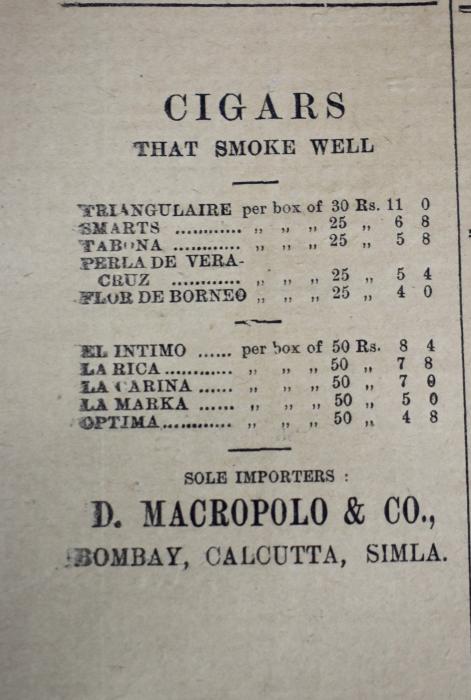 CIGARS
THAT SMOKE WELL
TRIANGULAIRE per box of 30 Rs. 11 0
SMARTS ............ „ „ „ 25 „ 6 8
TABONA ............ „ „ „ 25 „ 5 8
PERLA DE VERA-
CRUZ ............ „ „ „ 25 „ 5 4
FLOR DE BORNEO „ „ „ 25 „ 4 0
EL INTIMO ...... per box of 50 Rs. 8 4
LA RICA ............ „ „ „ 50 „ 7 8
LA CARINA ...... „ „ „ 50 „ 7 0
LA MARKA ...... „ „ „ 50 „ 5 0
OPTIMA ............ „ „ „ 50 „ 4 8
SOLE IMPORTERS :
D. MACROPOLO & CO.,
BOMBAY, CALCUTTA, SIMLA.